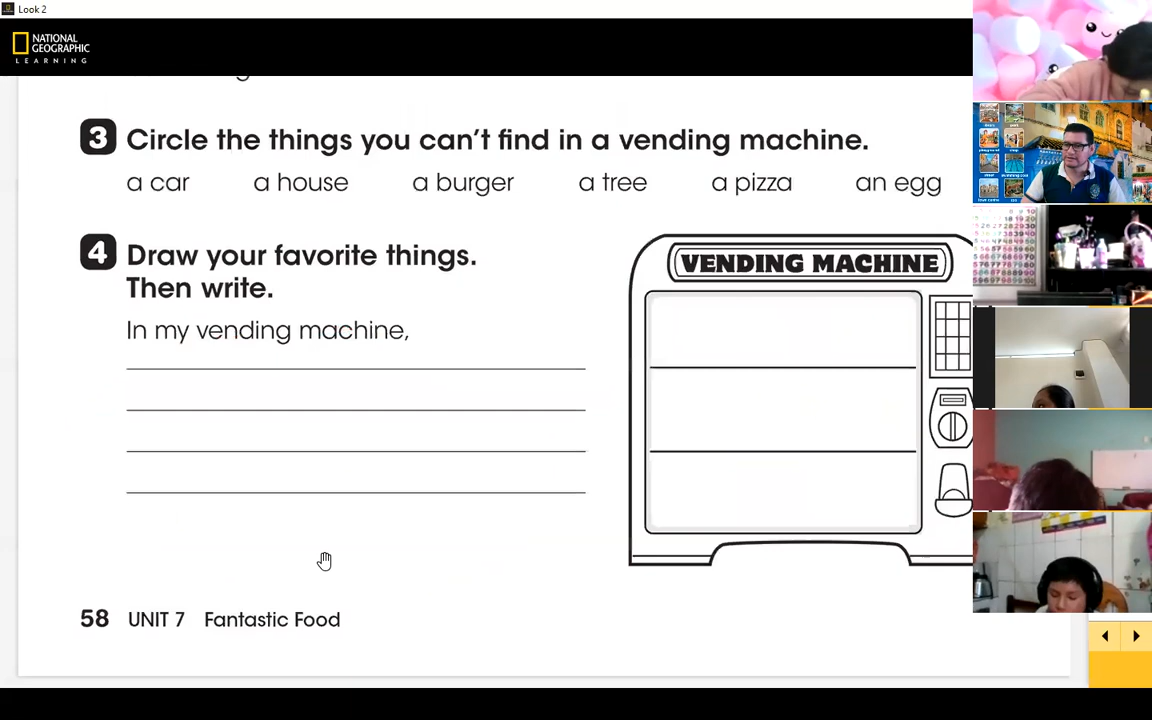 Look 2
NATIONAL
GEOGRAPHIC
LEARNING
3 Circle the things you can't find in a vending machine.
a car a house a burger a tree a pizza an egg
4 Draw your favorite things.
Then write.
In my vending machine,
VENDING MACHINE
58 UNIT 7 Fantastic Food